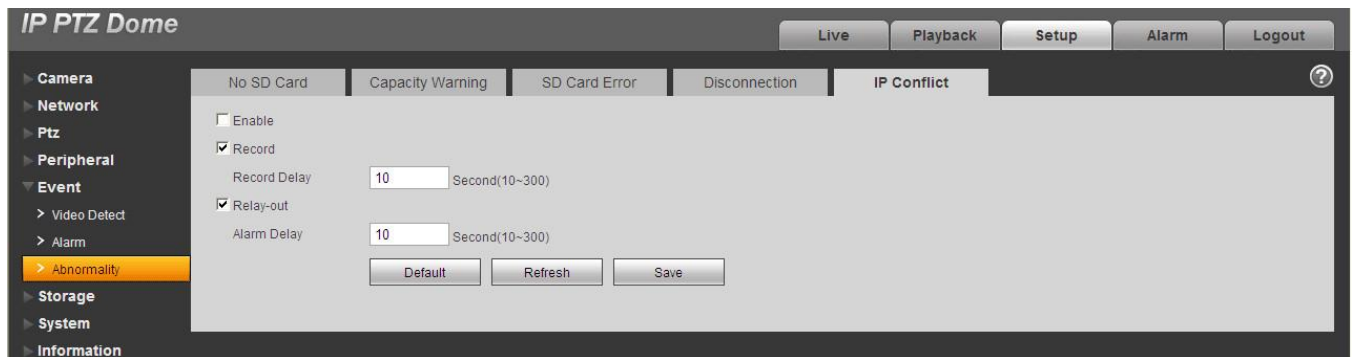 IP PTZ Dome
Live Playback Setup Alarm Logout
Camera
Network
Ptz
Peripheral
Event
> Video Detect
> Alarm
> Abnormality
Storage
System
Information
No SD Card Capacity Warning SD Card Error Disconnection IP Conflict ?
Enable
Record
Record Delay 10 Second(10~300)
Relay-out
Alarm Delay 10 Second(10~300)
Default Refresh Save